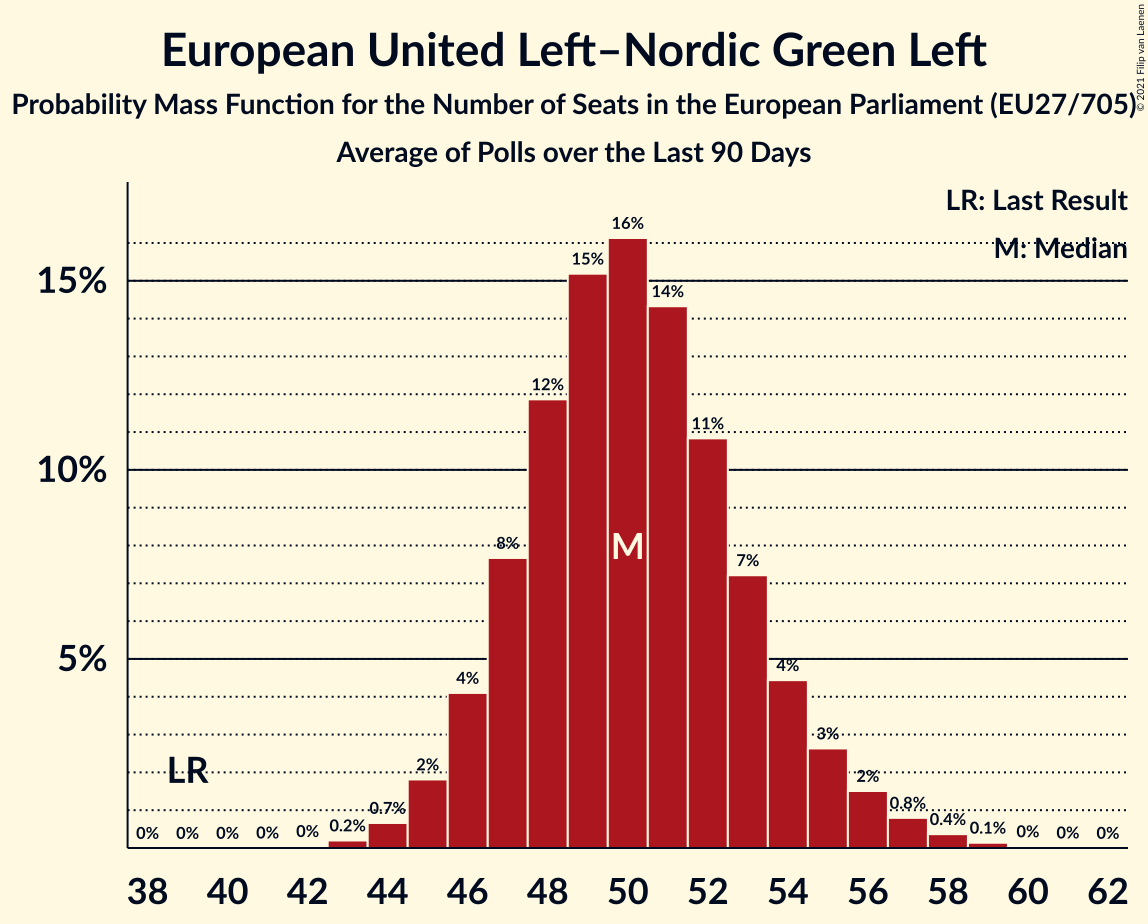 European United Left–Nordic Green Left
Probability Mass Function for the Number of Seats in the European Parliament (EU27/705)
Average of Polls over the Last 90 Days
© 2021 Filip van Laenen
LR: Last Result
M: Median
15%
10%
5%
0% 0% 0% 0% 0% 0.2% 0.7% 2% 4% 8% 12% 15% 16% 14% 11% 7% 4% 3% 2% 0.8% 0.4% 0.1% 0% 0% 0%
LR
M
38 40 42 44 46 48 50 52 54 56 58 60 62